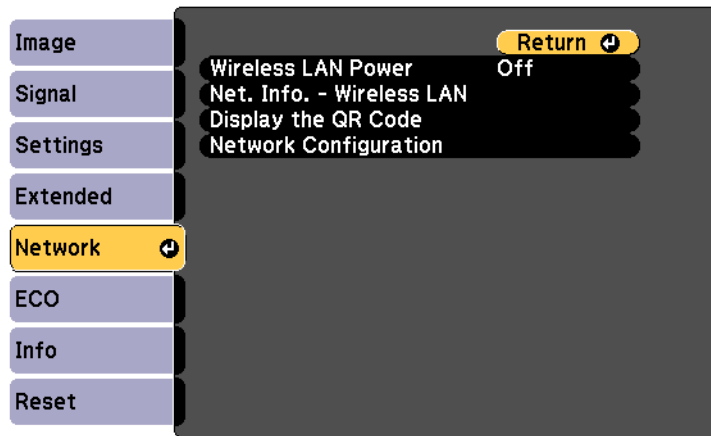 Image
Signal
Settings
Extended
Network
ECO
Info
Reset
Return
Wireless LAN Power Off
Net. Info. - Wireless LAN
Display the QR Code
Network Configuration